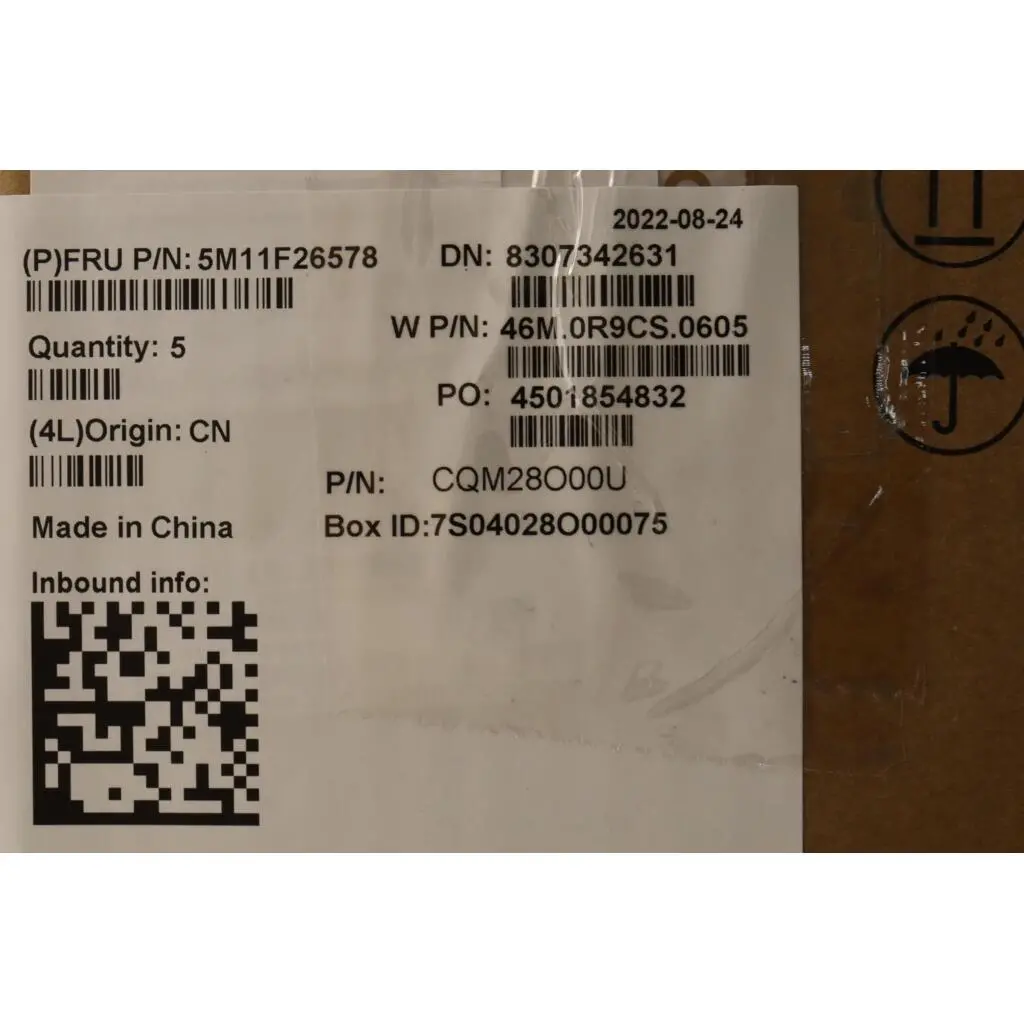 2022-08-24
(P)FRU P/N: 5M11F26578
DN: 8307342631
W P/N: 46M.0R9CS.0605
Quantity: 5
PO: 4501854832
(4L)Origin: CN
P/N: CQM28O00U
Made in China
Box ID:7S04028O00075
Inbound info: